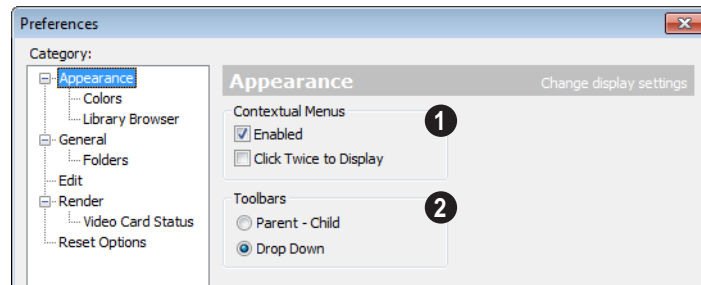 Preferences
Category:
Appearance
Colors
Library Browser
General
Folders
Edit
Render
Video Card Status
Reset Options
Appearance Change display settings
Contextual Menus
1
Enabled
Click Twice to Display
Toolbars
2
Parent - Child
Drop Down